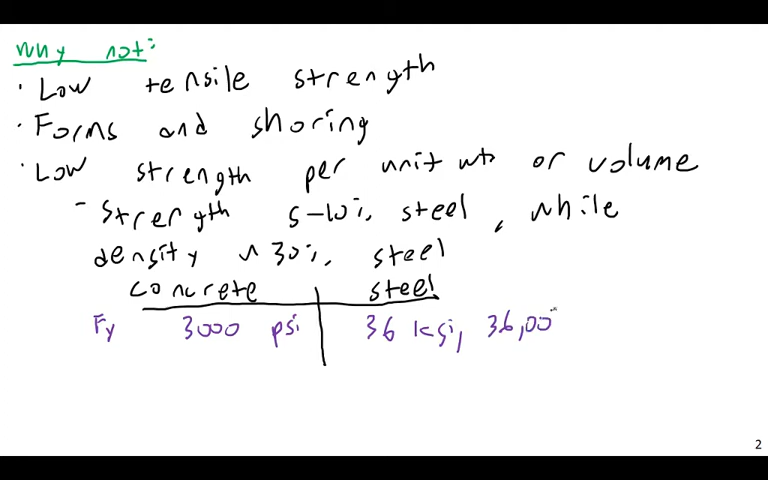 Why not:
· Low tensile strength
· Forms and shoring
· Low strength per unit wt or volume
- Strength 5-10% steel, while
density ~ 30% steel
concrete steel
Fy 3000 psi 36 ksi, 36,00
2